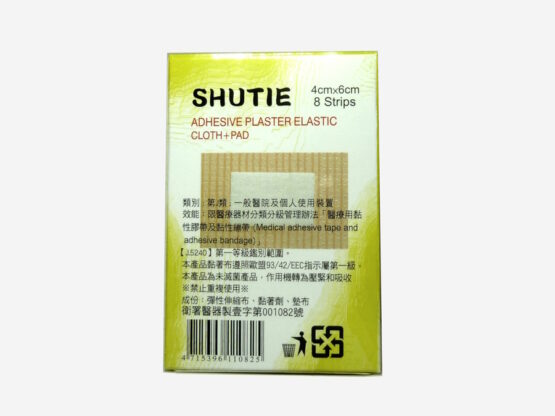 SHUTIE
4cmx6cm
8 Strips
ADHESIVE PLASTER ELASTIC
CLOTH+PAD
類別：第J類：一般醫院及個人使用裝置
效能：限醫療器材分類分級管理辦法「醫療用黏
性膠帶及黏性繃帶（Medical adhesive tape and
adhesive bandage)」
【J.5240】第一等級鑑別範圍。
本產品黏著布遵照歐盟93/42/EEC指示屬第一級。
本產品為未滅菌產品，作用機轉為壓緊和吸收
※禁止重複使用※
成份：彈性伸縮布、黏著劑、墊布
衛署醫器製壹字第001082號
4 715396 110825